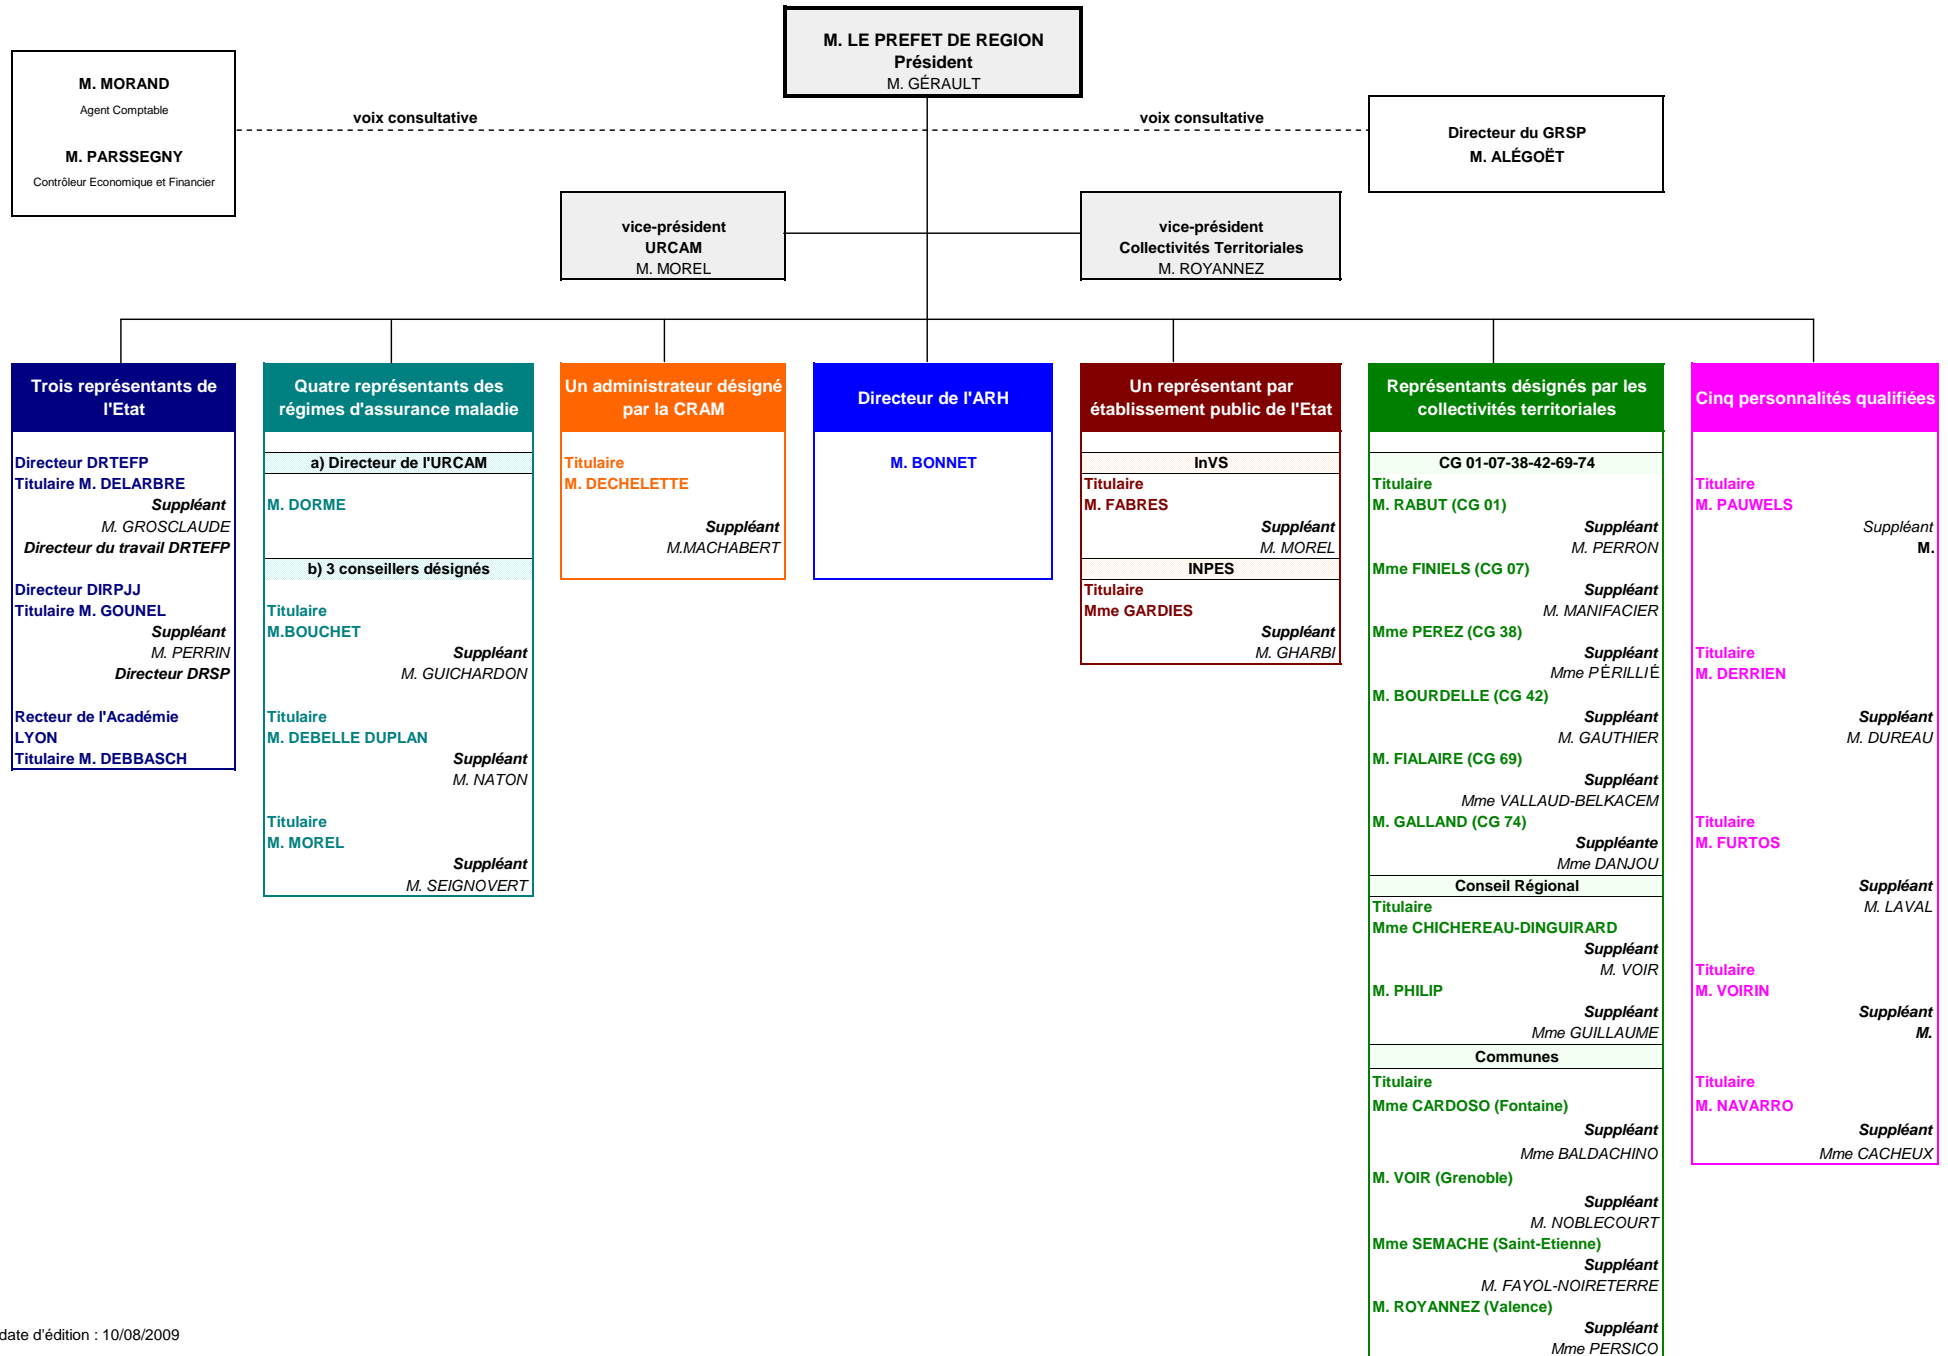 M. LE PREFET DE REGION
Président
M. GÉRAULT
M. MORAND
Agent Comptable
M. PARSSEGNY
Contrôleur Economique et Financier
voix consultative
voix consultative
Directeur du GRSP
M. ALÉGOËT
vice-président
URCAM
M. MOREL
vice-président
Collectivités Territoriales
M. ROYANNEZ
Trois représentants de
l'Etat
Directeur DRTEFP
Titulaire M. DELARBRE
Suppléant
M. GROSCLAUDE
Directeur du travail DRTEFP
Directeur DIRPJJ
Titulaire M. GOUNEL
Suppléant
M. PERRIN
Directeur DRSP
Recteur de l'Académie
LYON
Titulaire M. DEBBASCH
Quatre représentants des
régimes d'assurance maladie
a) Directeur de l'URCAM
M. DORME
b) 3 conseillers désignés
Titulaire
M.BOUCHET
Suppléant
M. GUICHARDON
Titulaire
M. DEBELLE DUPLAN
Suppléant
M. NATON
Titulaire
M. MOREL
Suppléant
M. SEIGNOVERT
Un administrateur désigné
par la CRAM
Titulaire
M. DECHELETTE
Suppléant
M.MACHABERT
Directeur de l'ARH
M. BONNET
Un représentant par
établissement public de l'Etat
InVS
Titulaire
M. FABRES
Suppléant
M. MOREL
INPES
Titulaire
Mme GARDIES
Suppléant
M. GHARBI
Représentants désignés par les
collectivités territoriales
CG 01-07-38-42-69-74
Titulaire
M. RABUT (CG 01)
Suppléant
M. PERRON
Mme FINIELS (CG 07)
Suppléant
M. MANIFACIER
Mme PEREZ (CG 38)
Suppléant
Mme PÉRILLIÉ
M. BOURDELLE (CG 42)
Suppléant
M. GAUTHIER
M. FIALAIRE (CG 69)
Suppléant
Mme VALLAUD-BELKACEM
M. GALLAND (CG 74)
Suppléante
Mme DANJOU
Conseil Régional
Titulaire
Mme CHICHEREAU-DINGUIRARD
Suppléant
M. VOIR
M. PHILIP
Suppléant
Mme GUILLAUME
Communes
Titulaire
Mme CARDOSO (Fontaine)
Suppléant
Mme BALDACHINO
M. VOIR (Grenoble)
Suppléant
M. NOBLECOURT
Mme SEMACHE (Saint-Etienne)
Suppléant
M. FAYOL-NOIRETERRE
M. ROYANNEZ (Valence)
Suppléant
Mme PERSICO
Cinq personnalités qualifiées
Titulaire
M. PAUWELS
Suppléant
M.
Titulaire
M. DERRIEN
Suppléant
M. DUREAU
Titulaire
M. FURTOS
Suppléant
M. LAVAL
Titulaire
M. VOIRIN
Suppléant
M.
Titulaire
M. NAVARRO
Suppléant
Mme CACHEUX
date d'édition : 10/08/2009